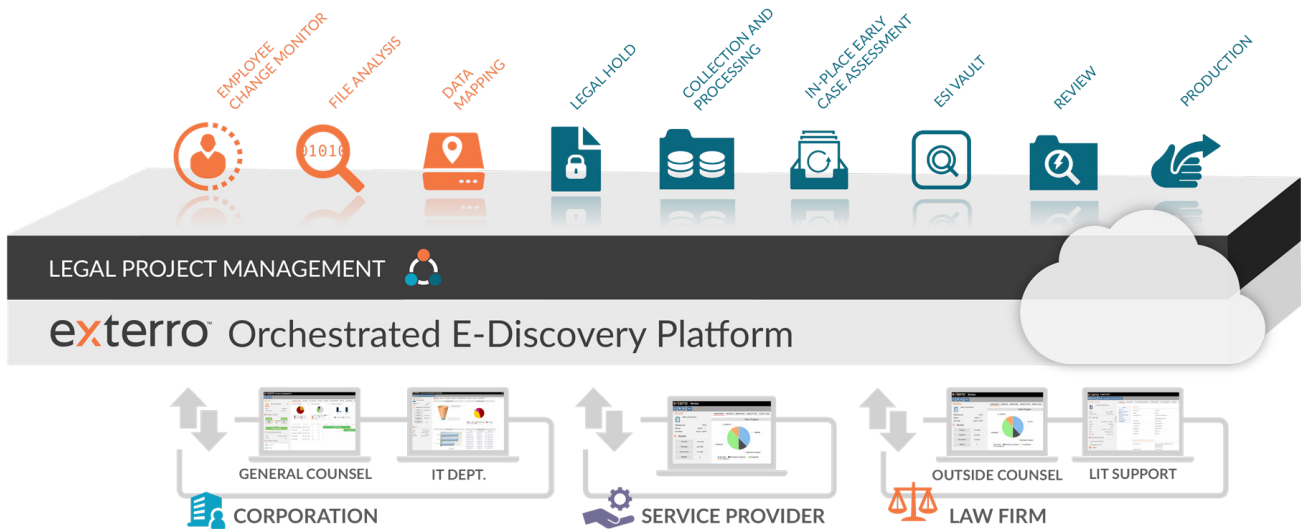 EMPLOYEE
CHANGE MONITOR
FILE ANALYSIS
DATA
MAPPING
LEGAL HOLD
COLLECTION AND
PROCESSING
IN-PLACE EARLY
CASE ASSESSMENT
ESI VAULT
REVIEW
PRODUCTION
01010
LEGAL PROJECT MANAGEMENT
exterro™ Orchestrated E-Discovery Platform
GENERAL COUNSEL
IT DEPT.
OUTSIDE COUNSEL
LIT SUPPORT
CORPORATION
SERVICE PROVIDER
LAW FIRM